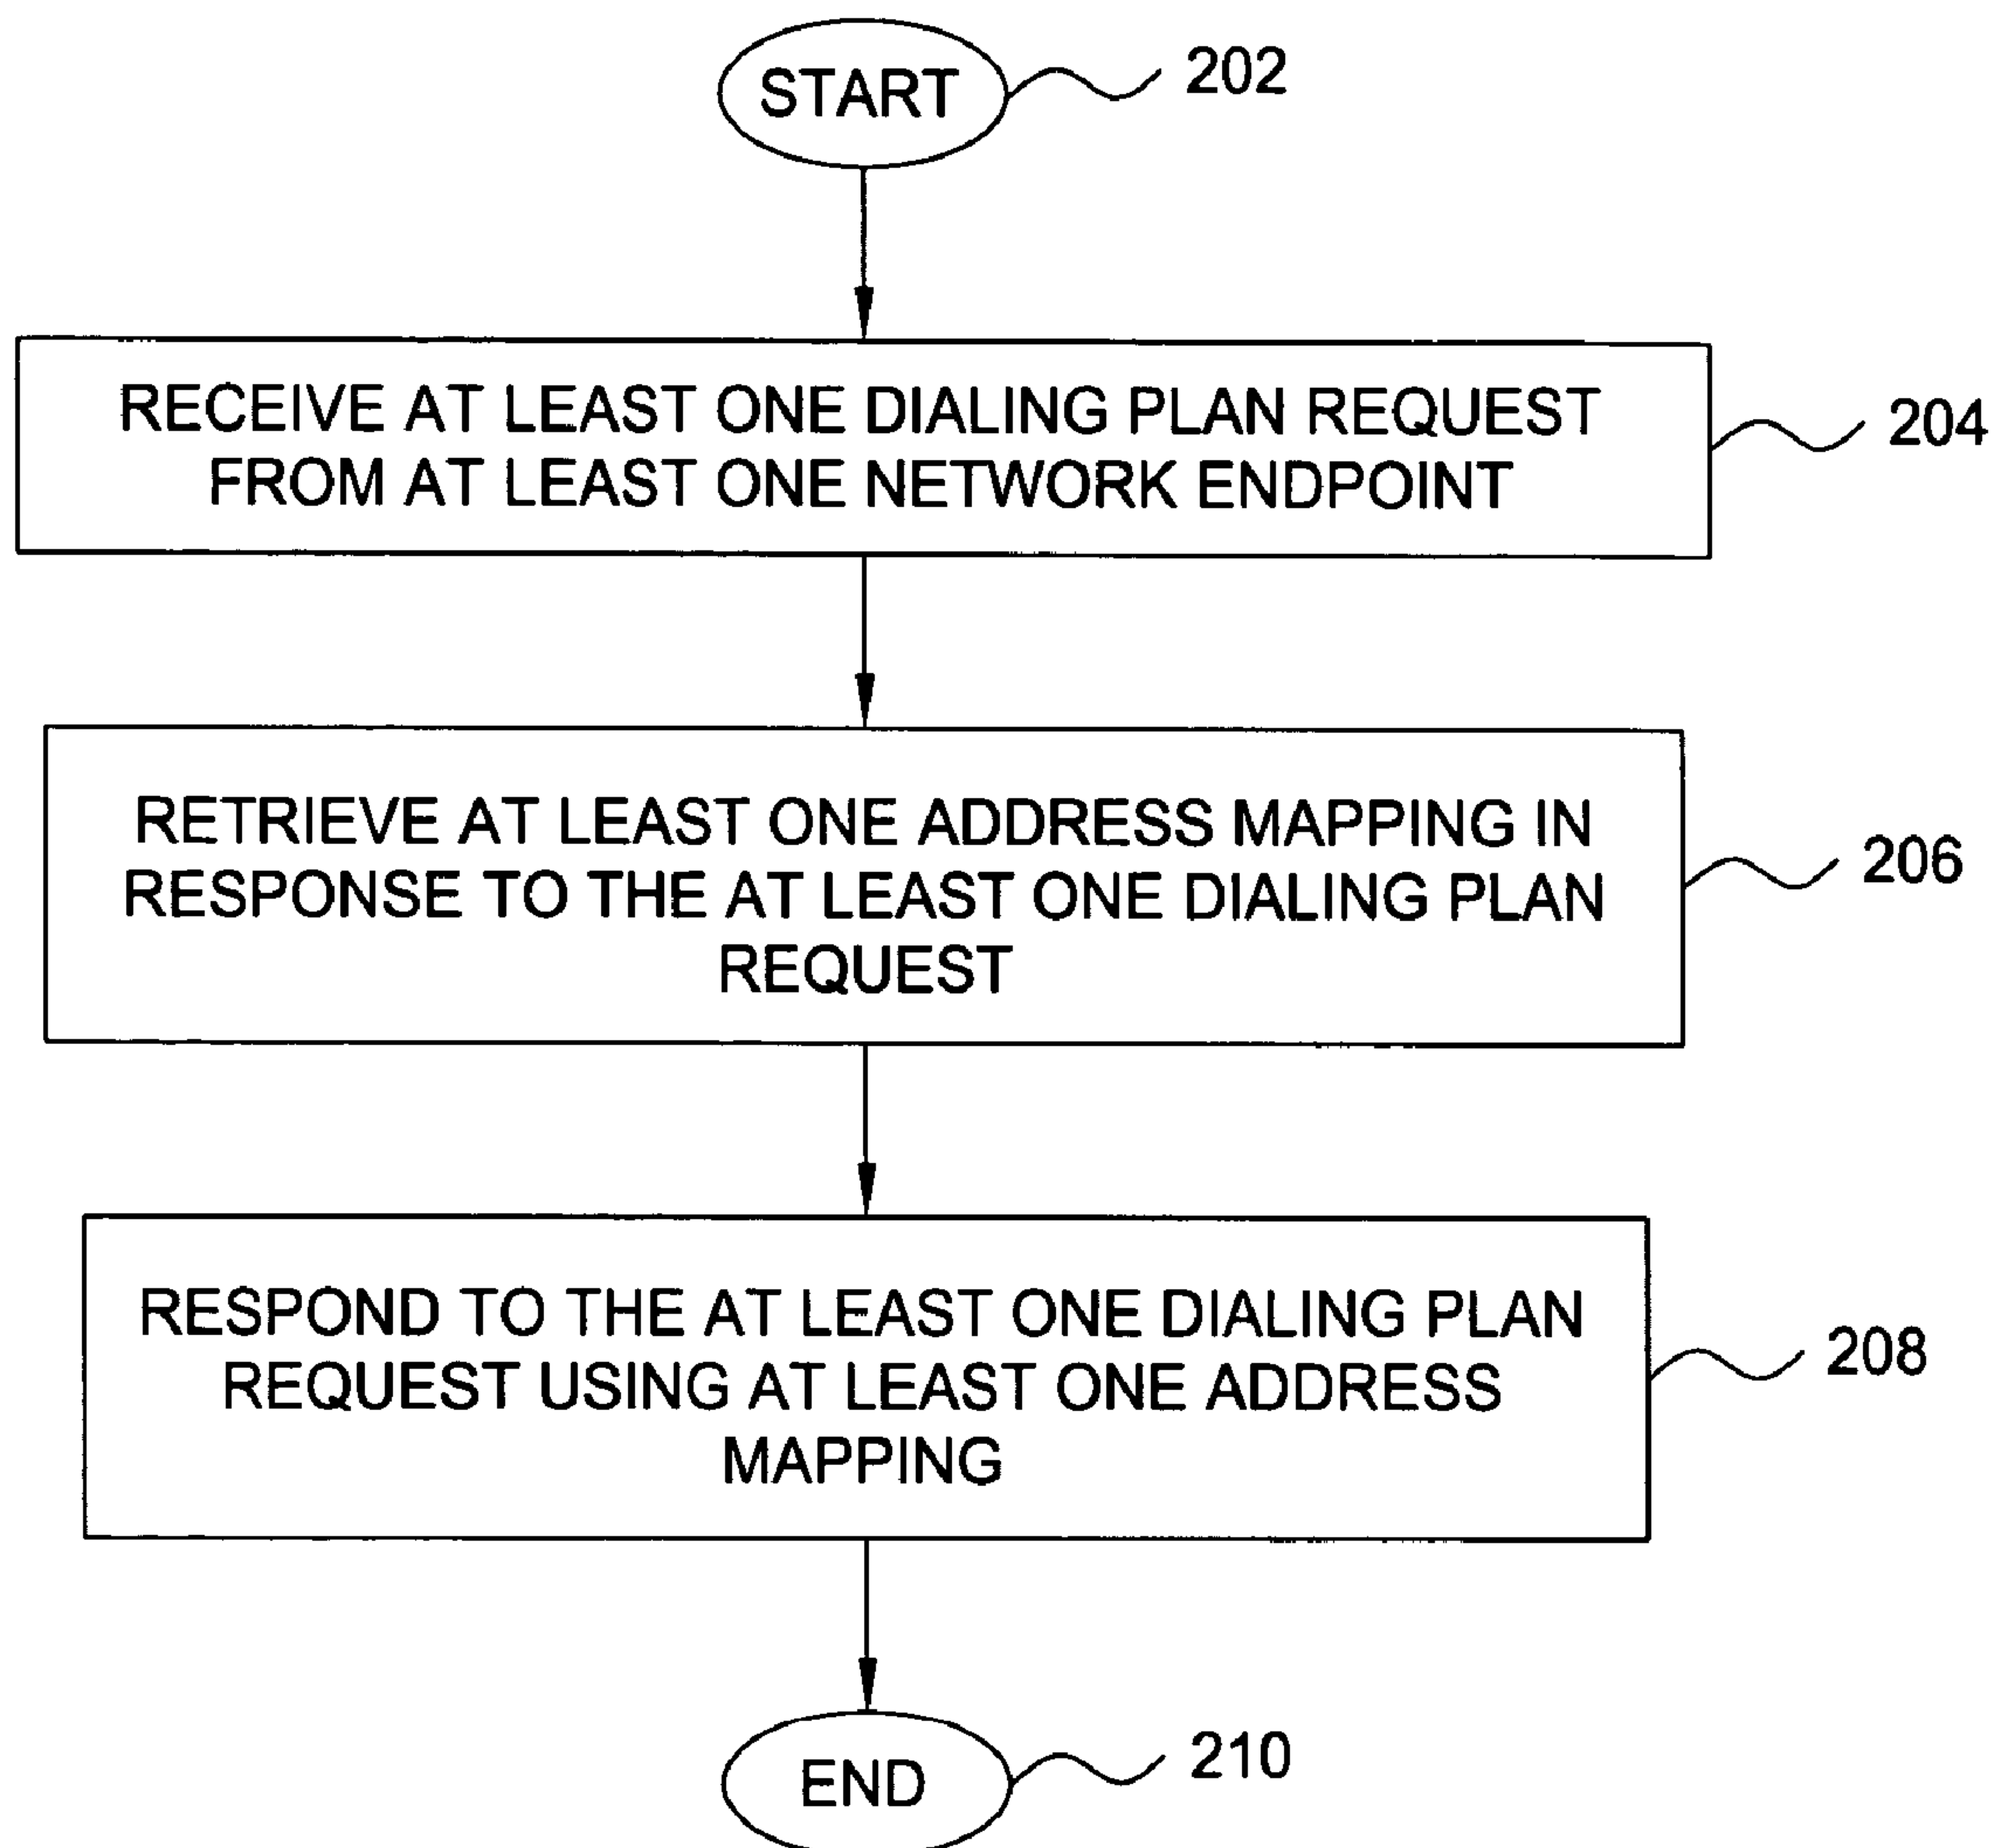 START
202
RECEIVE AT LEAST ONE DIALING PLAN REQUEST
FROM AT LEAST ONE NETWORK ENDPOINT
204
RETRIEVE AT LEAST ONE ADDRESS MAPPING IN
RESPONSE TO THE AT LEAST ONE DIALING PLAN
REQUEST
206
RESPOND TO THE AT LEAST ONE DIALING PLAN
REQUEST USING AT LEAST ONE ADDRESS
MAPPING
208
END
210